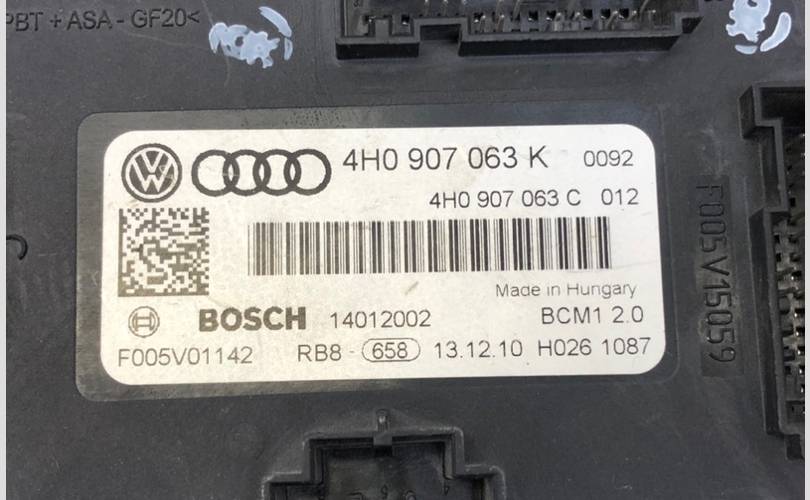 PBT + ASA - GF20<
4H0 907 063 K 0092
4H0 907 063 C 012
Made in Hungary
BOSCH 14012002 BCM1 2.0
F005V01142 RB8 - 658 13.12.10 H026 1087
F005V15059